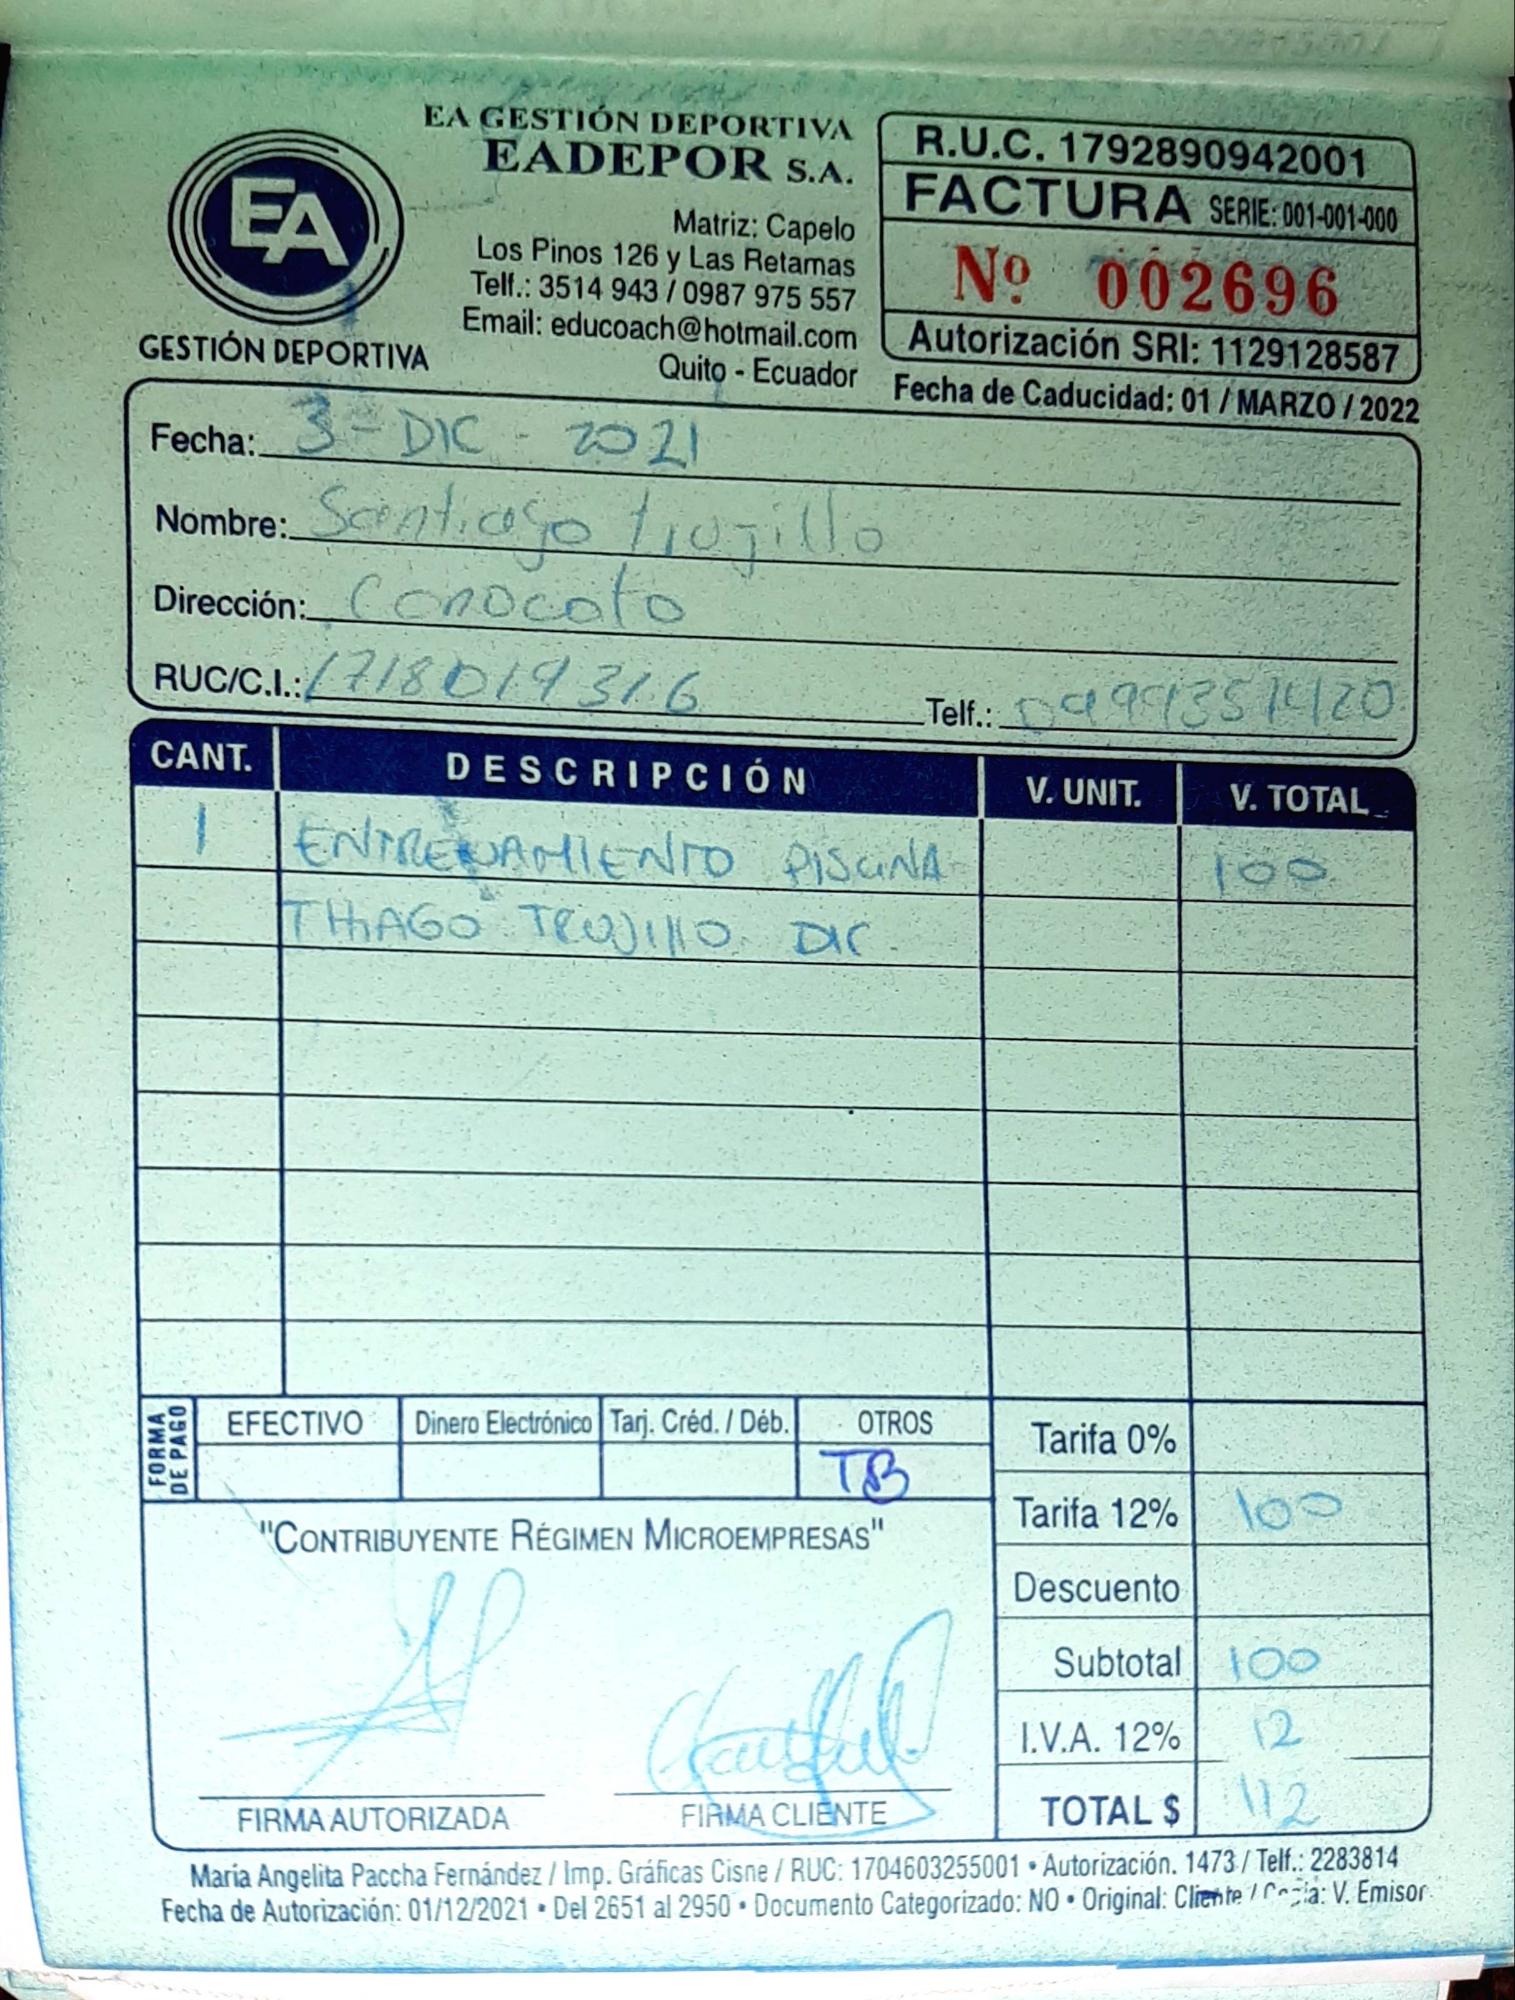 EA GESTIÓN DEPORTIVA
EADEPOR S.A.
EA
GESTIÓN DEPORTIVA
Matriz: Capelo
Los Pinos 126 y Las Retamas
Telf.: 3514 943 / 0987 975 557
Email: educoach@hotmail.com
Quito - Ecuador
R.U.C. 1792890942001
FACTURA SERIE: 001-001-000
Nº 002696
Autorización SRI: 1129128587
Fecha de Caducidad: 01 / MARZO / 2022
Fecha: 3-DIC-2021
Nombre: Santiago Trujillo
Dirección: Conocoto
RUC/C.I.: 1718019316 Telf.:
CANT. DESCRIPCIÓN V. UNIT. V. TOTAL
1 ENTRENAMIENTO PISCINA 100
THIAGO TRUJILLO DIC.
FORMA DE PAGO
EFECTIVO Dinero Electrónico Tarj. Créd. / Déb. OTROS
TB
Tarifa 0%
Tarifa 12% 100
Descuento
Subtotal 100
I.V.A. 12% 12
TOTAL $ 112
"CONTRIBUYENTE RÉGIMEN MICROEMPRESAS"
FIRMA AUTORIZADA FIRMA CLIENTE
María Angelita Paccha Fernández / Imp. Gráficas Cisne / RUC: 1704603255001 • Autorización. 1473 / Telf.: 2283814
Fecha de Autorización: 01/12/2021 • Del 2651 al 2950 • Documento Categorizado: NO • Original: Cliente / Copia: V. Emisor